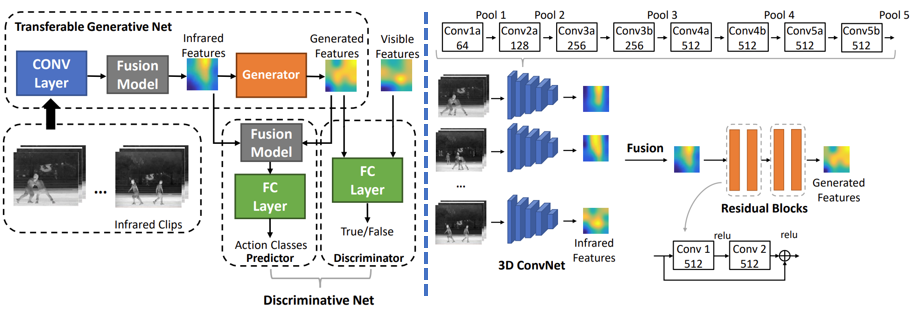 Transferable Generative Net
CONV
Layer
Fusion
Model
Infrared
Features
Generator
Generated
Features
Visible
Features
Infrared Clips
...
Fusion
Model
FC
Layer
FC
Layer
Action Classes
Predictor
True/False
Discriminator
Discriminative Net
Pool 1
Pool 2
Pool 3
Pool 4
Pool 5
Conv1a
64
Conv2a
128
Conv3a
256
Conv3b
256
Conv4a
512
Conv4b
512
Conv5a
512
Conv5b
512
...
3D ConvNet
Infrared
Features
Fusion
Generated
Features
Residual Blocks
Conv 1
512
relu
Conv 2
512
relu